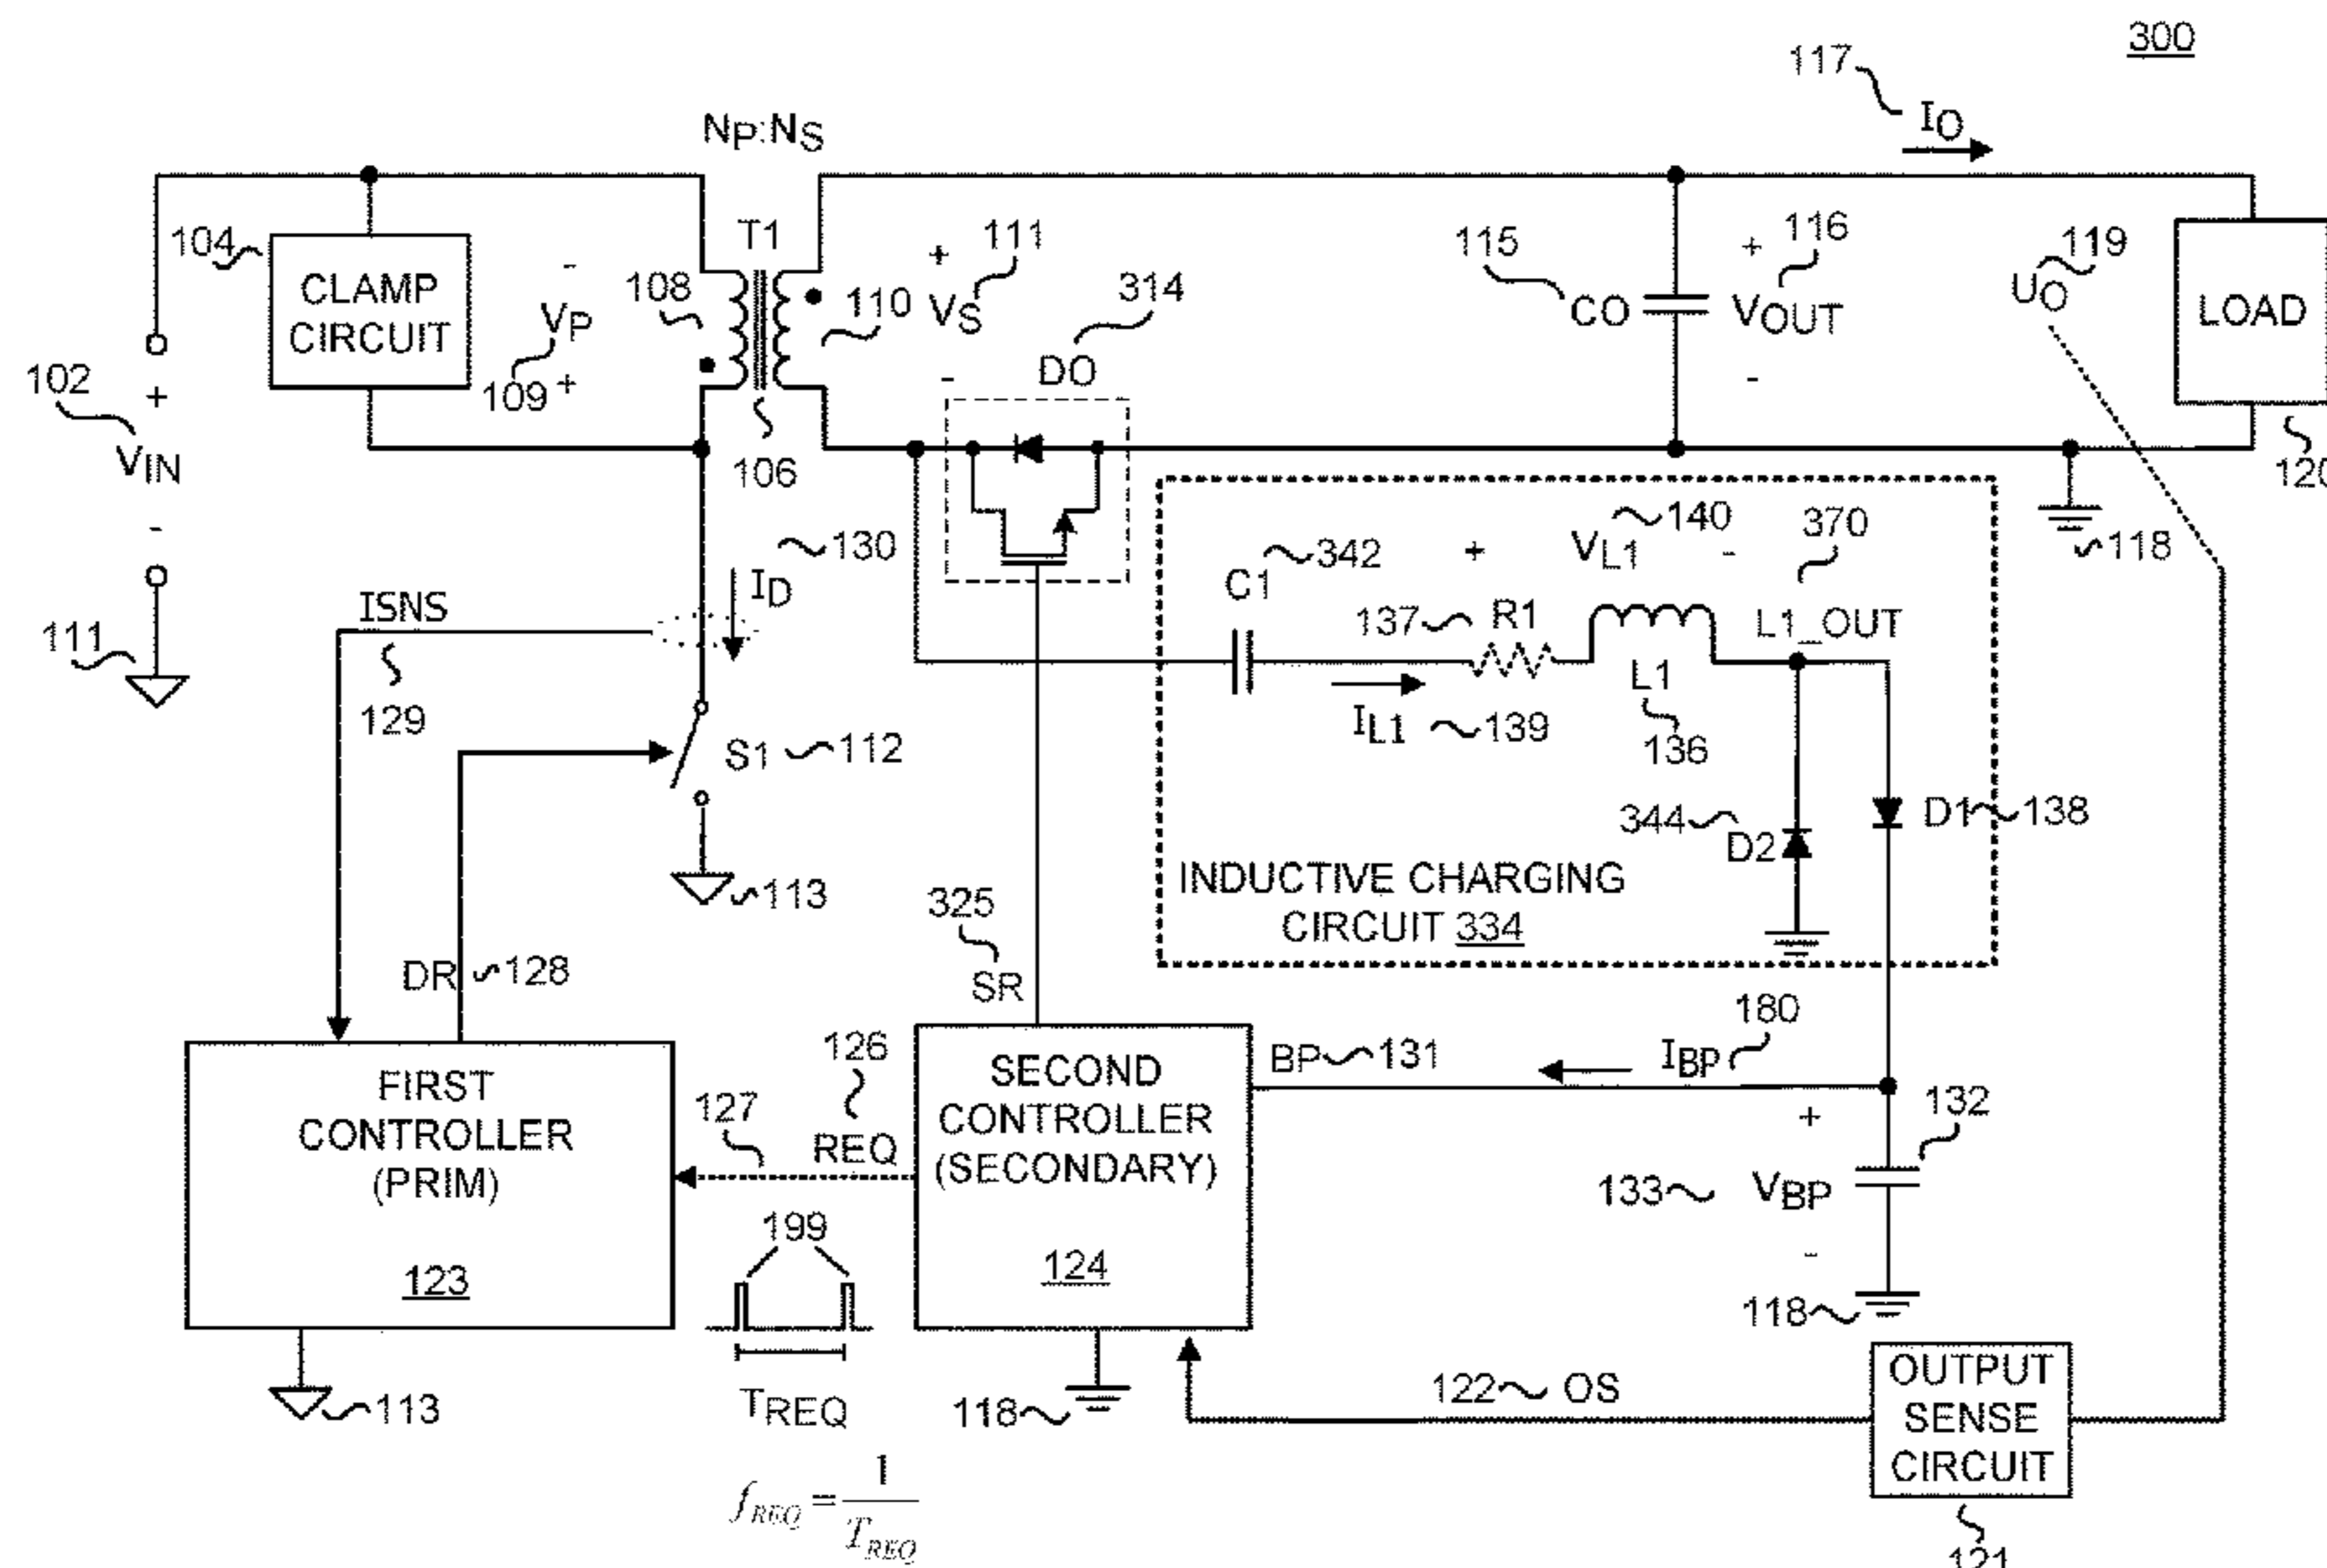 300
117
IO
NP:NS
104
CLAMP
CIRCUIT
-
VP
109
+
108
T1
106
110
+
VS
111
-
314
DO
115
CO
+
116
VOUT
-
UO
119
LOAD
120
118
102
+
VIN
-
111
ISNS
129
130
ID
S1
112
113
DR
128
C1
342
+
140
VL1
-
370
137
R1
L1_OUT
L1
136
IL1
139
344
D2
D1
138
INDUCTIVE CHARGING
CIRCUIT 334
325
SR
FIRST
CONTROLLER
(PRIM)
123
113
127
126
REQ
199
TREQ
fREQ = 1/TREQ
SECOND
CONTROLLER
(SECONDARY)
124
118
BP
131
IBP
180
+
132
133
VBP
-
118
122
OS
OUTPUT
SENSE
CIRCUIT
121